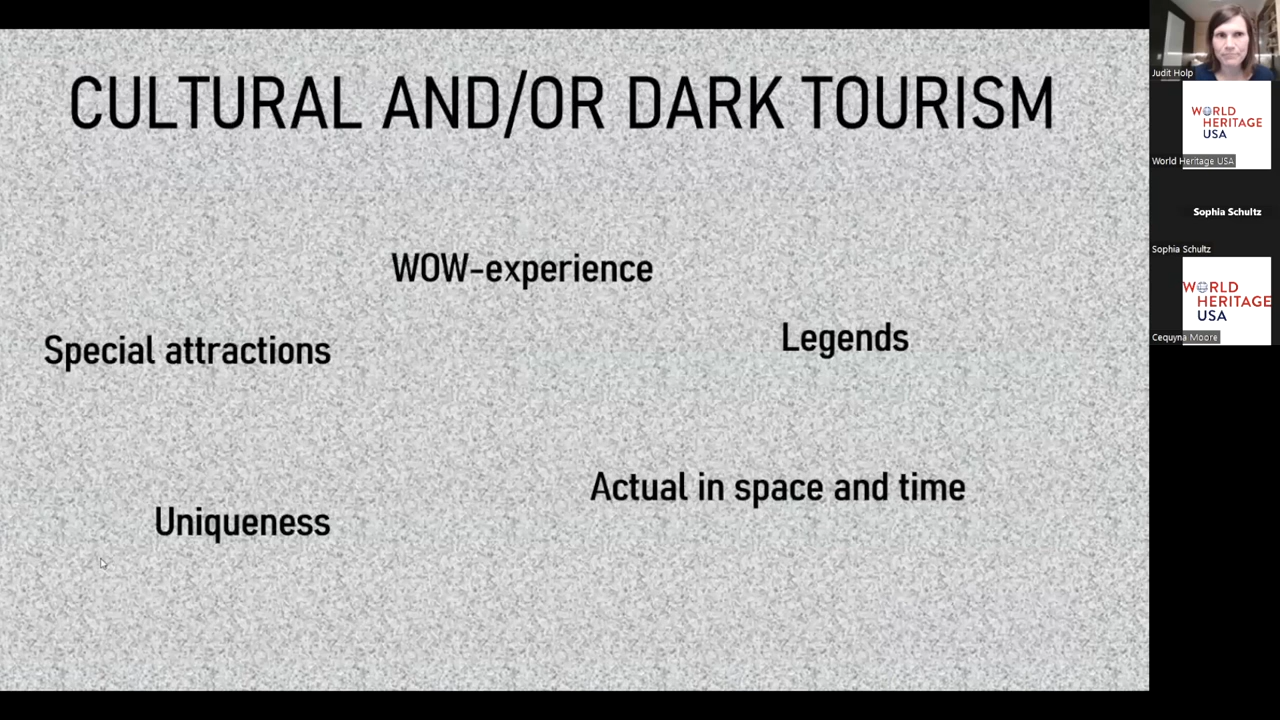 CULTURAL AND/OR DARK TOURISM
WOW-experience
Special attractions
Legends
Actual in space and time
Uniqueness
Judit Holp
WORLD
HERITAGE
USA
World Heritage USA
Sophia Schultz
Sophia Schultz
WORLD
HERITAGE
USA
Cequyna Moore